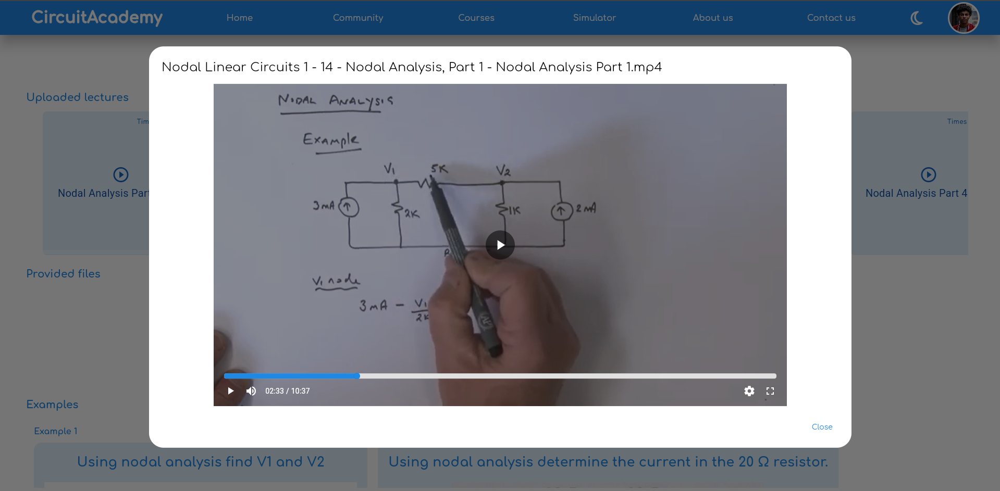 CircuitAcademy
Home
Community
Courses
Simulator
About us
Contact us
Nodal Linear Circuits 1 - 14 - Nodal Analysis, Part 1 - Nodal Analysis Part 1.mp4
Uploaded lectures
Tim
Times
Nodal Analysis Part
Nodal Analysis Part 4
NODAL ANALYSIS
EXAMPLE
V1
5K
V2
3mA
2K
1K
2mA
V1 node
3mA - V1
2K
02:33 / 10:37
Provided files
Examples
Example 1
Close
Using nodal analysis find V1 and V2
Using nodal analysis determine the current in the 20 Ω resistor.